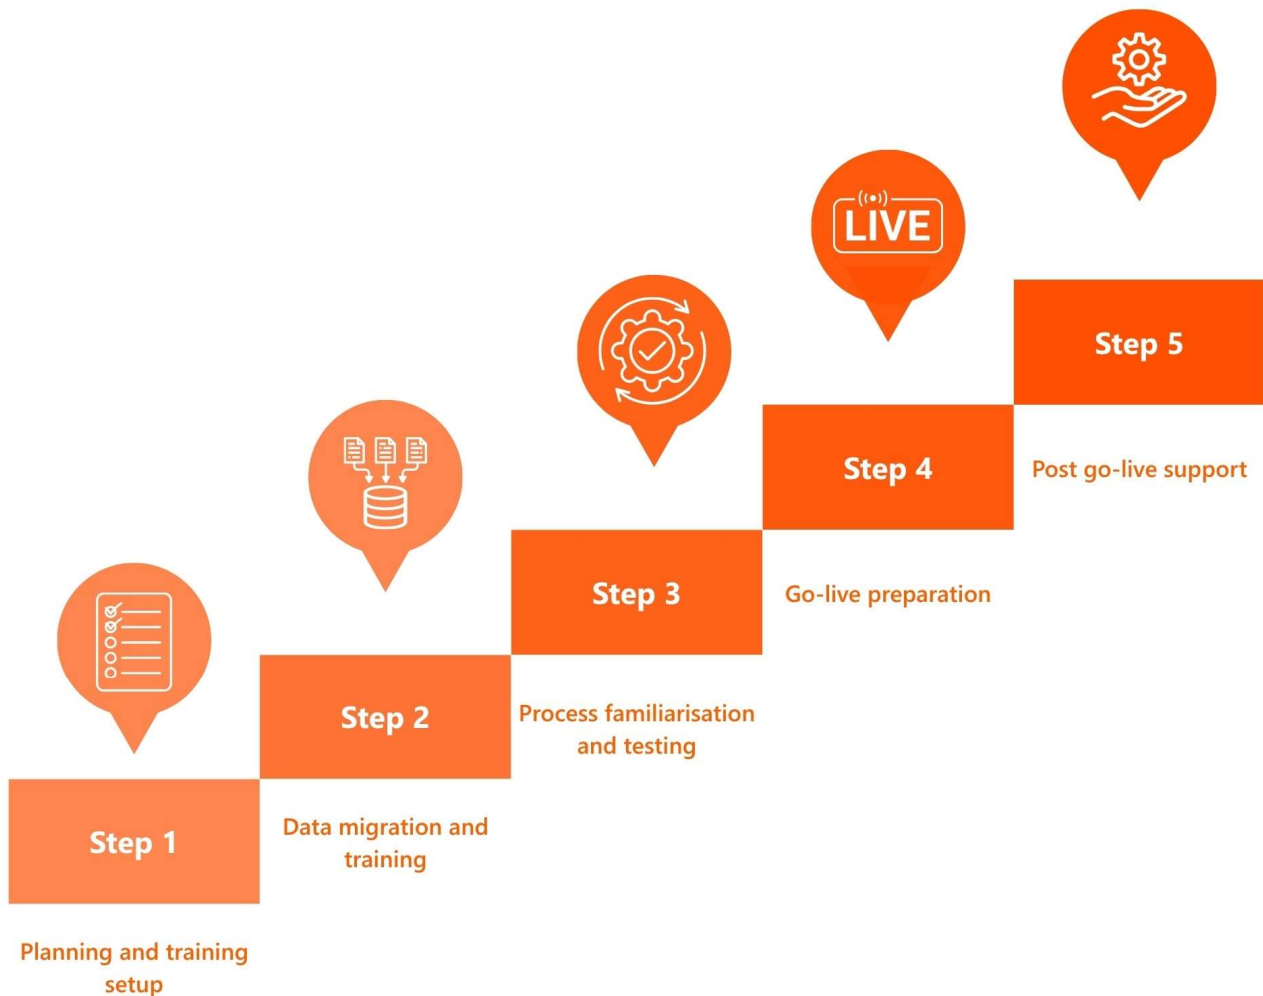 Step 1
Planning and training
setup
Step 2
Data migration and
training
Step 3
Process familiarisation
and testing
LIVE
Step 4
Go-live preparation
Step 5
Post go-live support